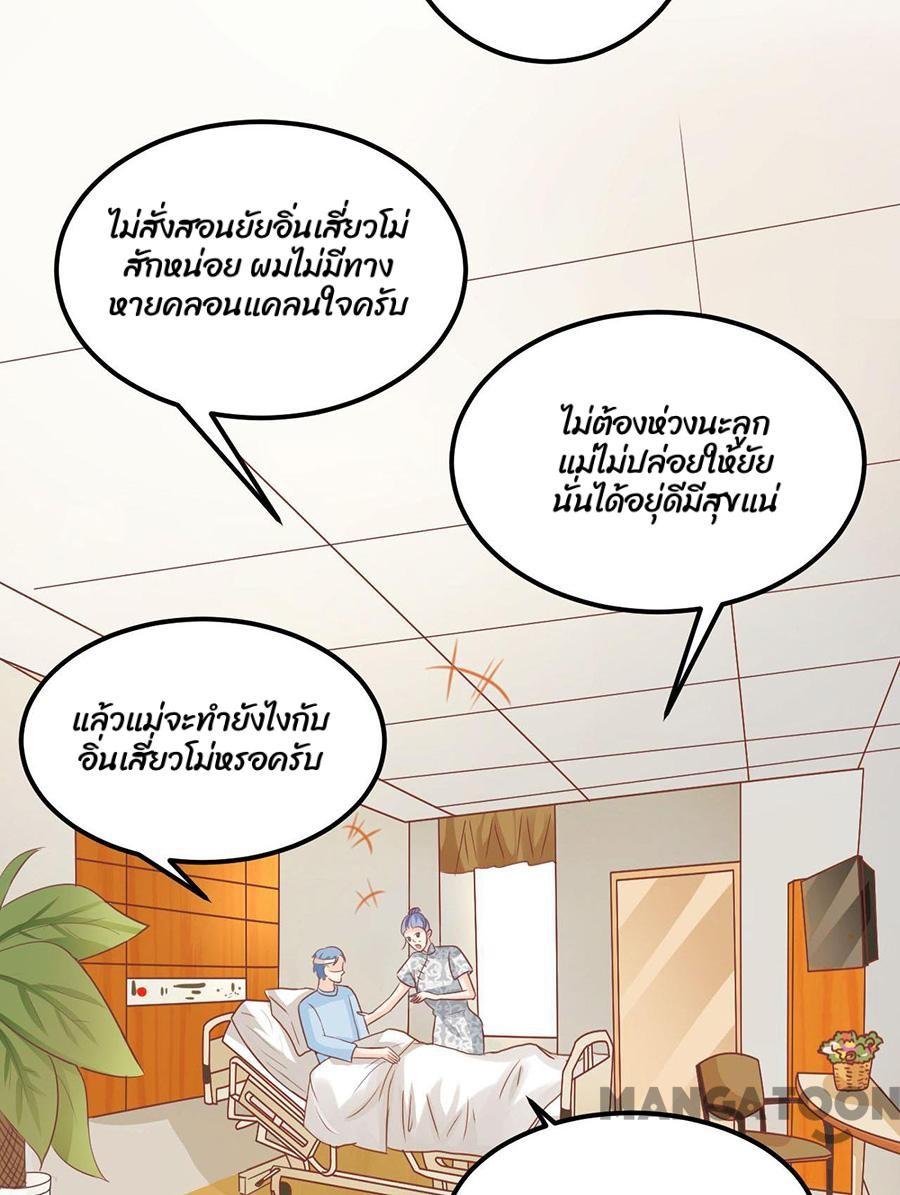 ไม่สั่งสอนยัยอิ่นเสี่ยวโม่
สักหน่อย ผมไม่มีทาง
หายคลอนแคลนใจครับ
ไม่ต้องห่วงนะลูก
แม่ไม่ปล่อยให้ยัย
นั่นได้อยู่ดีมีสุขแน่
แล้วแม่จะทำยังไงกับ
อิ่นเสี่ยวโม่หรอครับ
MANGATOON